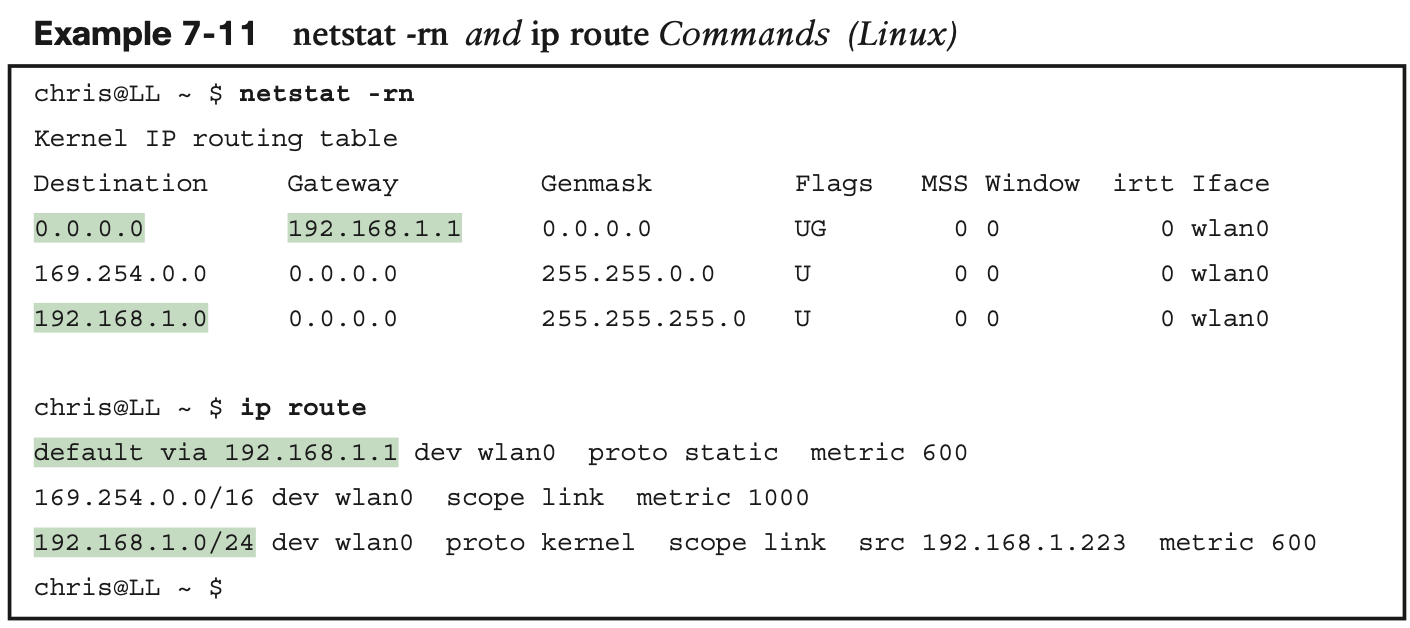 Example 7-11 netstat -rn and ip route Commands (Linux)
chris@LL ~ $ netstat -rn
Kernel IP routing table
Destination     Gateway         Genmask         Flags   MSS Window  irtt Iface
0.0.0.0         192.168.1.1     0.0.0.0         UG        0 0          0 wlan0
169.254.0.0     0.0.0.0         255.255.0.0     U         0 0          0 wlan0
192.168.1.0     0.0.0.0         255.255.255.0   U         0 0          0 wlan0
chris@LL ~ $ ip route
default via 192.168.1.1 dev wlan0  proto static  metric 600
169.254.0.0/16 dev wlan0  scope link  metric 1000
192.168.1.0/24 dev wlan0  proto kernel  scope link  src 192.168.1.223  metric 600
chris@LL ~ $